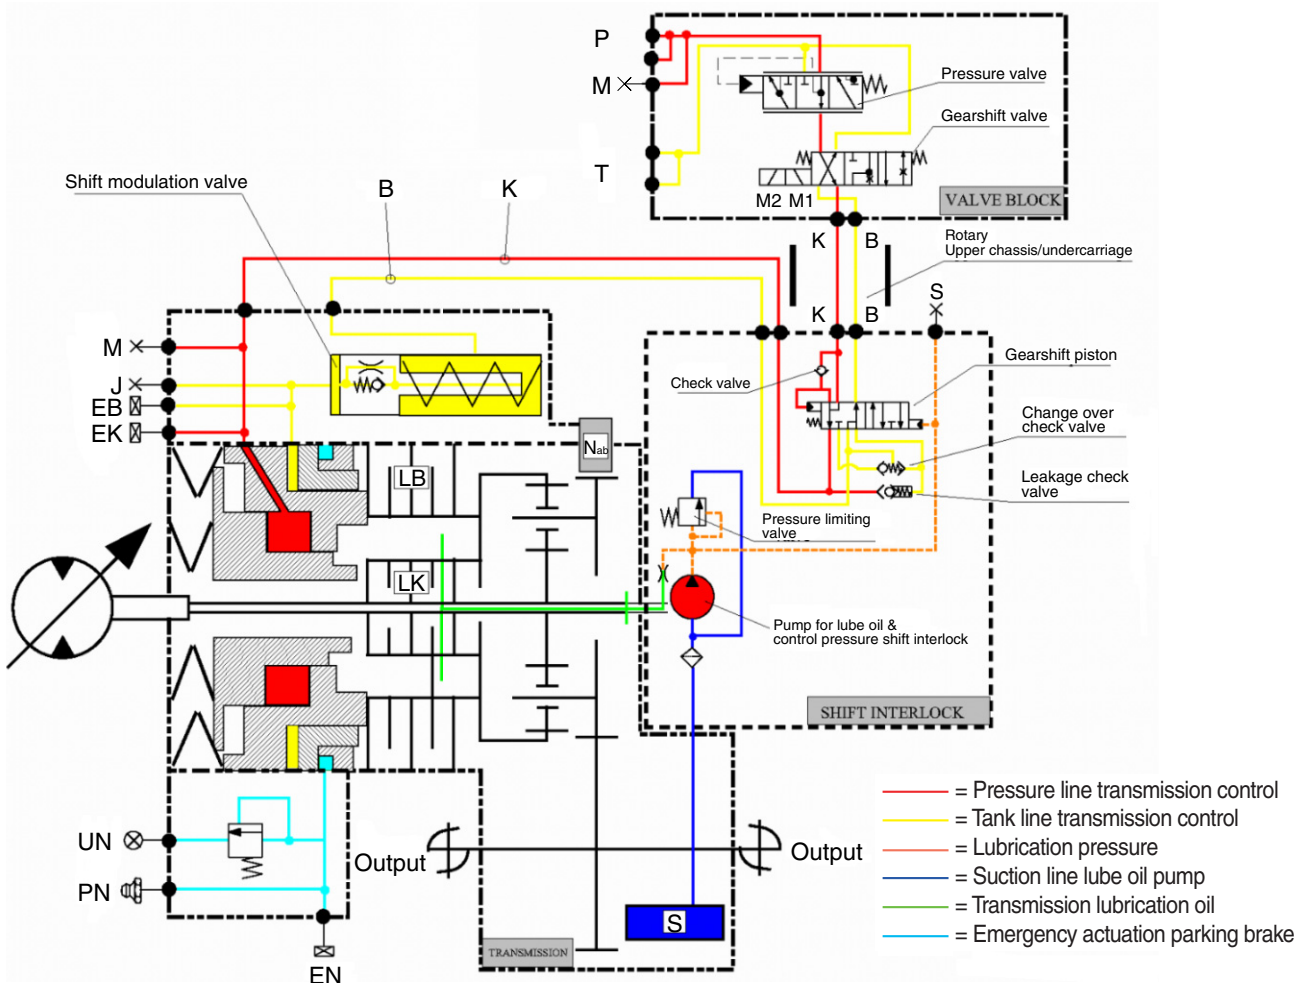 P
M
T
Pressure valve
Gearshift valve
M2 M1
VALVE BLOCK
Shift modulation valve
B
K
K
B
Rotary
Upper chassis/undercarriage
K
B
S
M
J
EB
EK
Check valve
Gearshift piston
Change over
check valve
Leakage check
valve
Nab
LB
LK
Pressure limiting
valve
Pump for lube oil &
control pressure shift interlock
SHIFT INTERLOCK
UN
PN
EN
Output
Output
S
TRANSMISSION
= Pressure line transmission control
= Tank line transmission control
= Lubrication pressure
= Suction line lube oil pump
= Transmission lubrication oil
= Emergency actuation parking brake